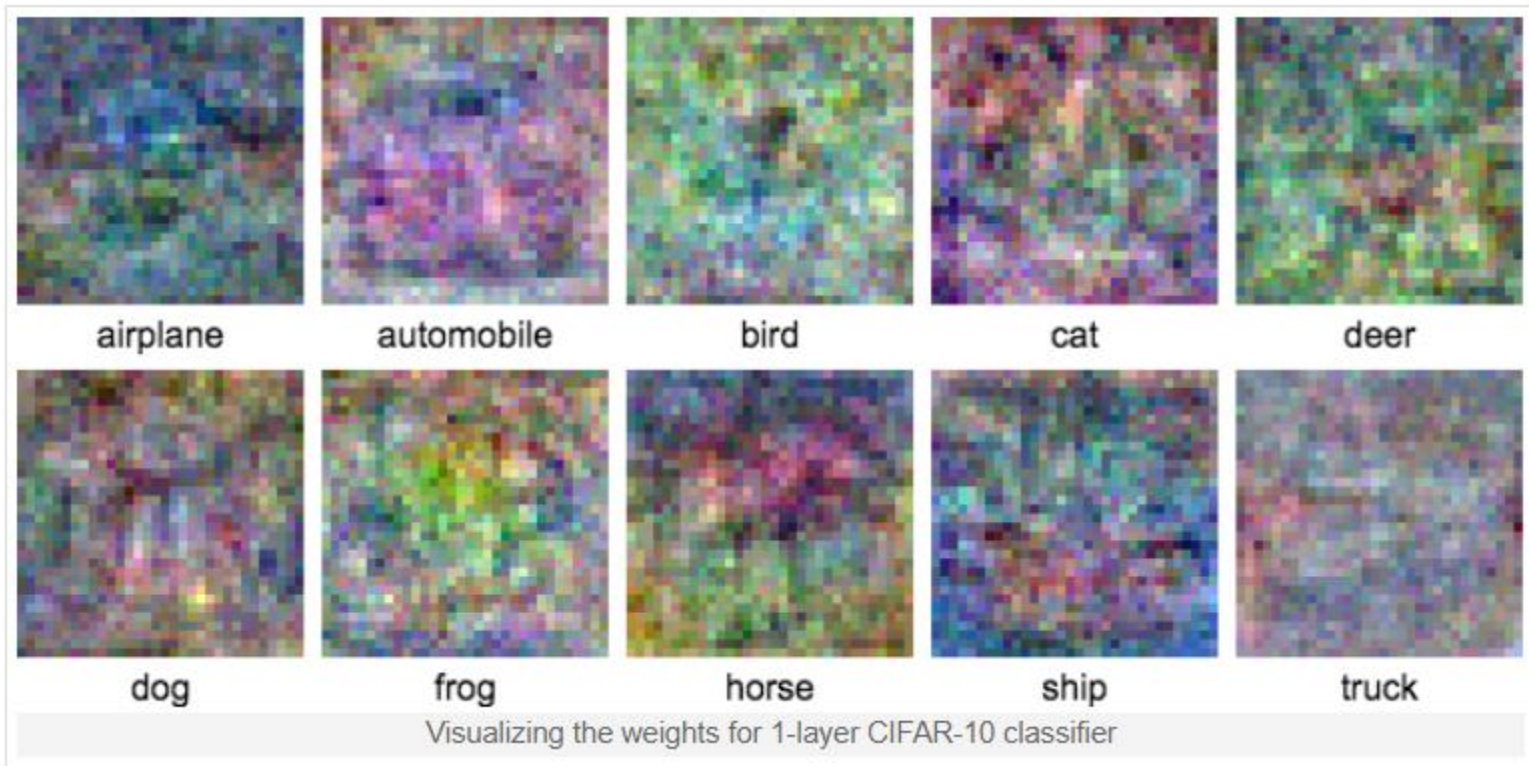 airplane automobile bird cat deer
dog frog horse ship truck
Visualizing the weights for 1-layer CIFAR-10 classifier